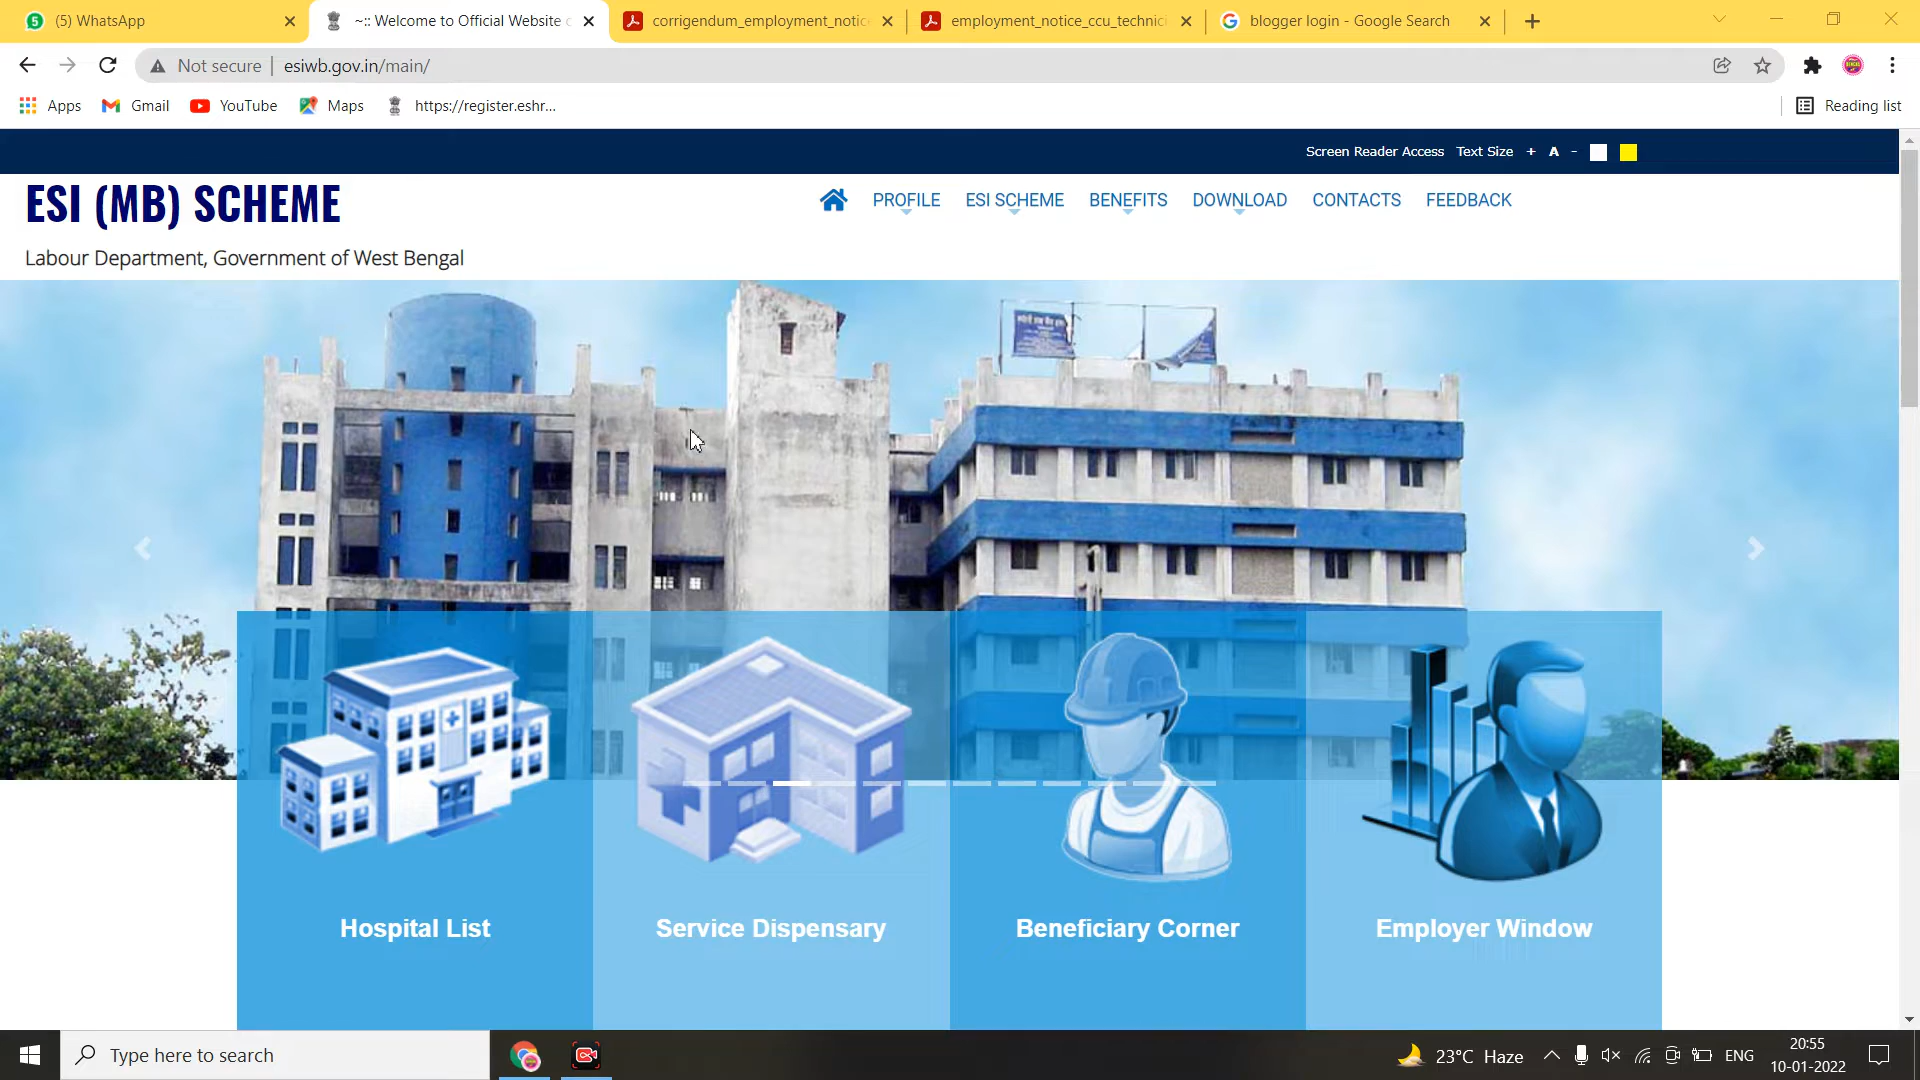 (5) WhatsApp
~:: Welcome to Official Website
corrigendum_employment_notic
employment_notice_ccu_technici
blogger login - Google Search
Not secure
esiwb.gov.in/main/
Apps
Gmail
YouTube
Maps
https://register.eshr...
Reading list
Screen Reader Access
Text Size
+
A
-
ESI (MB) SCHEME
Labour Department, Government of West Bengal
PROFILE
ESI SCHEME
BENEFITS
DOWNLOAD
CONTACTS
FEEDBACK
Hospital List
Service Dispensary
Beneficiary Corner
Employer Window
Type here to search
23°C Haze
ENG
20:55
10-01-2022